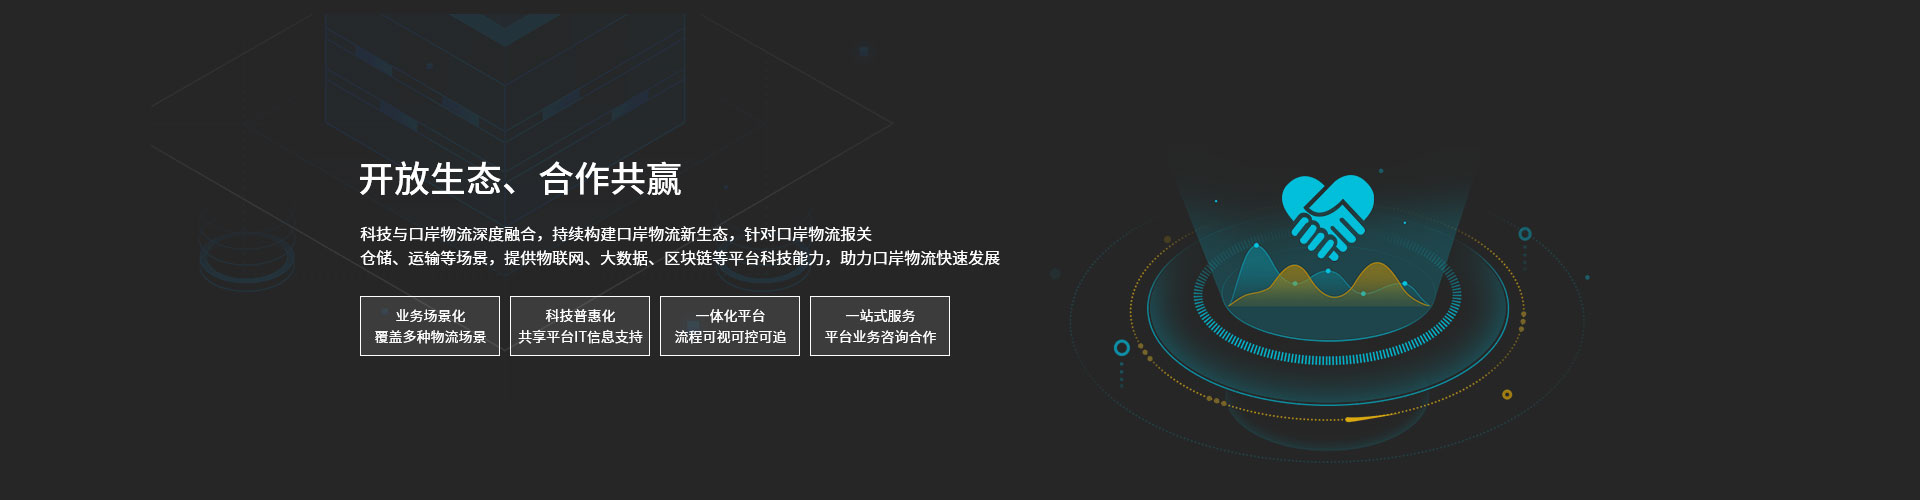 开放生态、合作共赢
科技与口岸物流深度融合，持续构建口岸物流新生态，针对口岸物流报关
仓储、运输等场景，提供物联网、大数据、区块链等平台科技能力，助力口岸物流快速发展
业务场景化
覆盖多种物流场景
科技普惠化
共享平台IT信息支持
一体化平台
流程可视可控可追
一站式服务
平台业务咨询合作